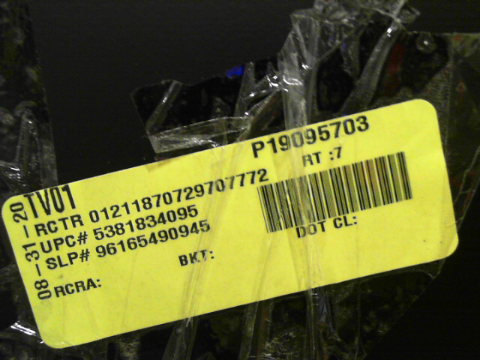 P19095703
RT :7
TV01
RCTR 01211870729707772
UPC# 5381834095
SLP# 96165490945
BKT:
DOT CL:
RCRA:
08-31-20